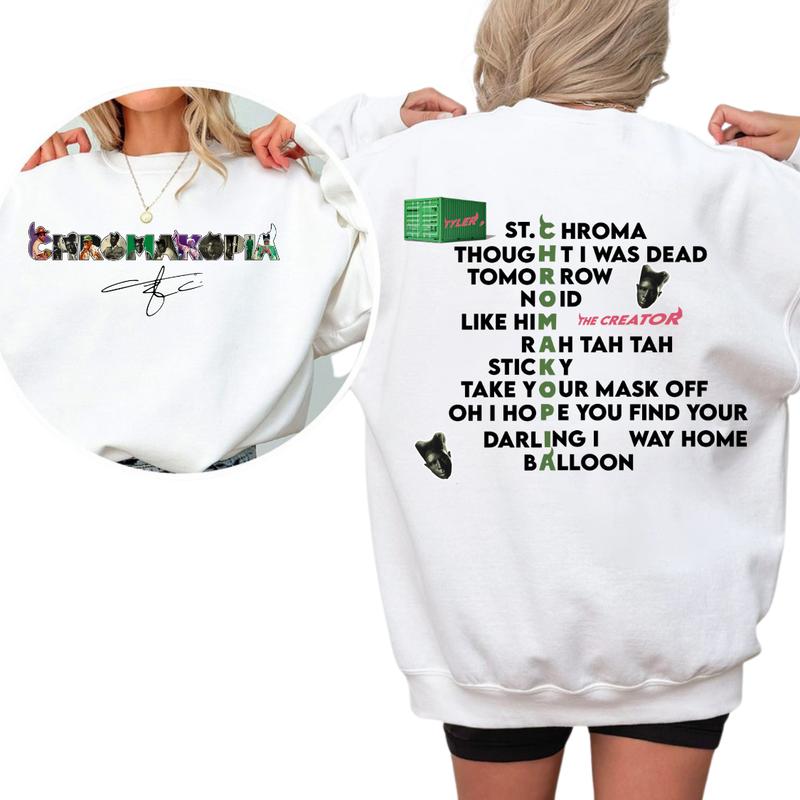 CHROMAKOPIA
TYLER,
ST. CHROMA
THOUGHT I WAS DEAD
TOMORROW
NOID
LIKE HIM THE CREATOR
RAH TAH TAH
STICKY
TAKE YOUR MASK OFF
OH I HOPE YOU FIND YOUR
DARLING I WAY HOME
BALLOON